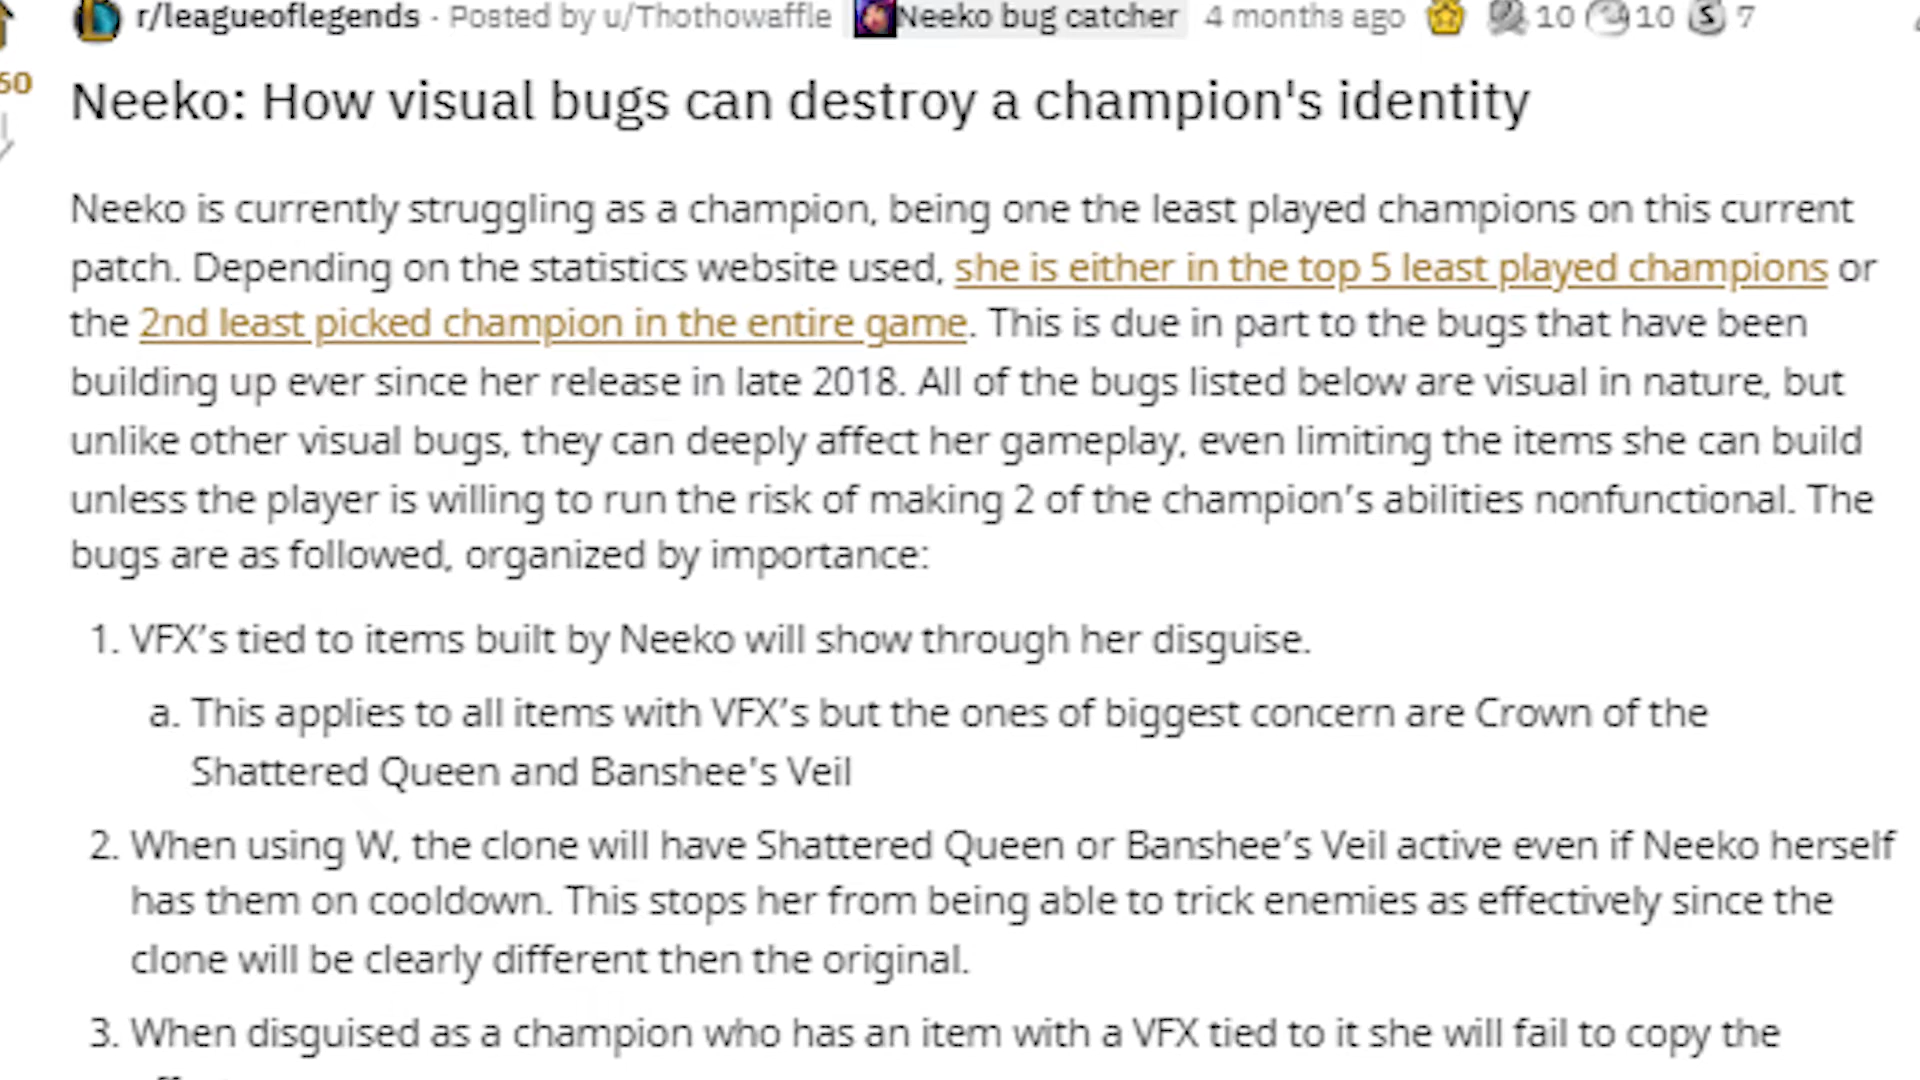 r/leagueoflegends · Posted by u/Thothowaffle Neeko bug catcher 4 months ago 10 10 S 7
50
Neeko: How visual bugs can destroy a champion's identity
Neeko is currently struggling as a champion, being one the least played champions on this current
patch. Depending on the statistics website used, she is either in the top 5 least played champions or
the 2nd least picked champion in the entire game. This is due in part to the bugs that have been
building up ever since her release in late 2018. All of the bugs listed below are visual in nature, but
unlike other visual bugs, they can deeply affect her gameplay, even limiting the items she can build
unless the player is willing to run the risk of making 2 of the champion’s abilities nonfunctional. The
bugs are as followed, organized by importance:
1. VFX’s tied to items built by Neeko will show through her disguise.
a. This applies to all items with VFX’s but the ones of biggest concern are Crown of the
Shattered Queen and Banshee's Veil
2. When using W, the clone will have Shattered Queen or Banshee’s Veil active even if Neeko herself
has them on cooldown. This stops her from being able to trick enemies as effectively since the
clone will be clearly different then the original.
3. When disguised as a champion who has an item with a VFX tied to it she will fail to copy the